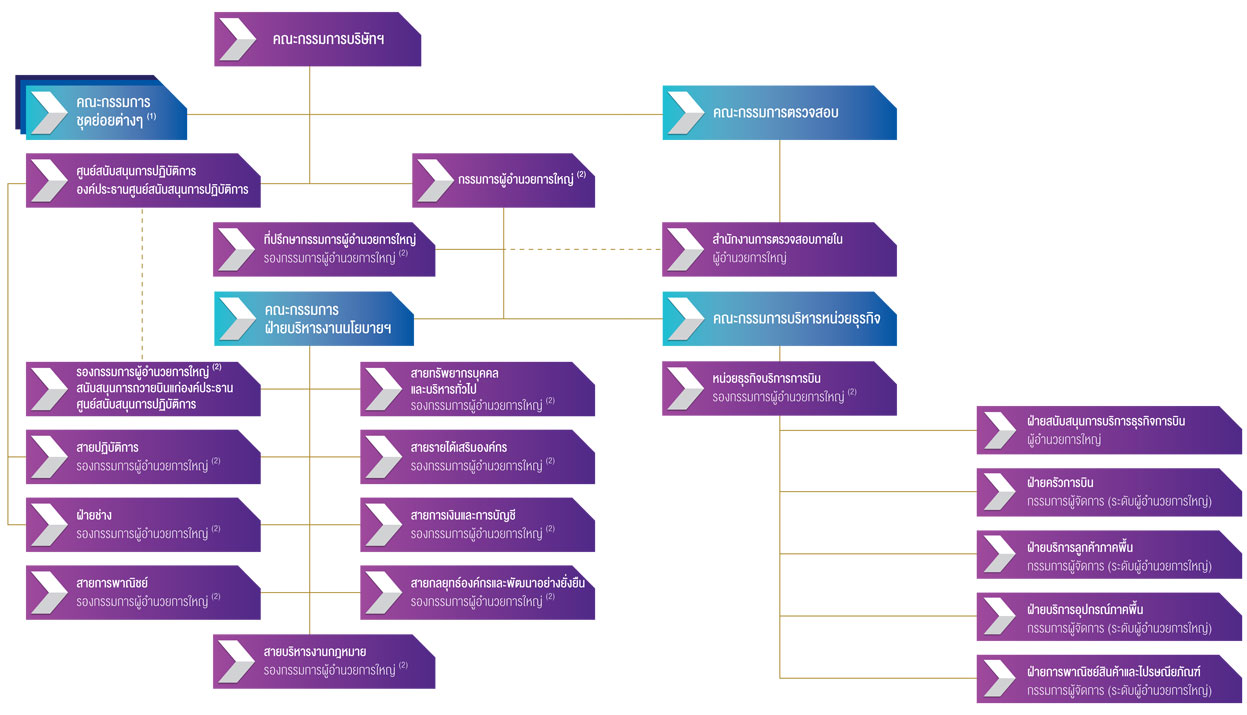 คณะกรรมการบริษัทฯ
คณะกรรมการ
ชุดย่อยต่างๆ (1)
คณะกรรมการตรวจสอบ
ศูนย์สนับสนุนการปฏิบัติการ
องค์ประธานศูนย์สนับสนุนการปฏิบัติการ
กรรมการผู้อำนวยการใหญ่ (2)
ที่ปรึกษากรรมการผู้อำนวยการใหญ่
รองกรรมการผู้อำนวยการใหญ่ (2)
สำนักงานการตรวจสอบภายใน
ผู้อำนวยการใหญ่
คณะกรรมการ
ฝ่ายบริหารงานนโยบายฯ
คณะกรรมการบริหารหน่วยธุรกิจ
รองกรรมการผู้อำนวยการใหญ่ (2)
สนับสนุนการถวายบินแก่องค์ประธาน
ศูนย์สนับสนุนการปฏิบัติการ
สายทรัพยากรบุคคล
และบริหารทั่วไป
รองกรรมการผู้อำนวยการใหญ่ (2)
หน่วยธุรกิจบริการการบิน
รองกรรมการผู้อำนวยการใหญ่ (2)
สายปฏิบัติการ
รองกรรมการผู้อำนวยการใหญ่ (2)
สายรายได้เสริมองค์กร
รองกรรมการผู้อำนวยการใหญ่ (2)
ฝ่ายช่าง
รองกรรมการผู้อำนวยการใหญ่ (2)
สายการเงินและการบัญชี
รองกรรมการผู้อำนวยการใหญ่ (2)
สายการพาณิชย์
รองกรรมการผู้อำนวยการใหญ่ (2)
สายกลยุทธ์องค์กรและพัฒนาอย่างยั่งยืน
รองกรรมการผู้อำนวยการใหญ่ (2)
สายบริหารงานกฎหมาย
รองกรรมการผู้อำนวยการใหญ่ (2)
ฝ่ายสนับสนุนการบริการธุรกิจการบิน
ผู้อำนวยการใหญ่
ฝ่ายครัวการบิน
กรรมการผู้จัดการ (ระดับผู้อำนวยการใหญ่)
ฝ่ายบริการลูกค้าภาคพื้น
กรรมการผู้จัดการ (ระดับผู้อำนวยการใหญ่)
ฝ่ายบริการอุปกรณ์ภาคพื้น
กรรมการผู้จัดการ (ระดับผู้อำนวยการใหญ่)
ฝ่ายการพาณิชย์สินค้าและไปรษณียภัณฑ์
กรรมการผู้จัดการ (ระดับผู้อำนวยการใหญ่)